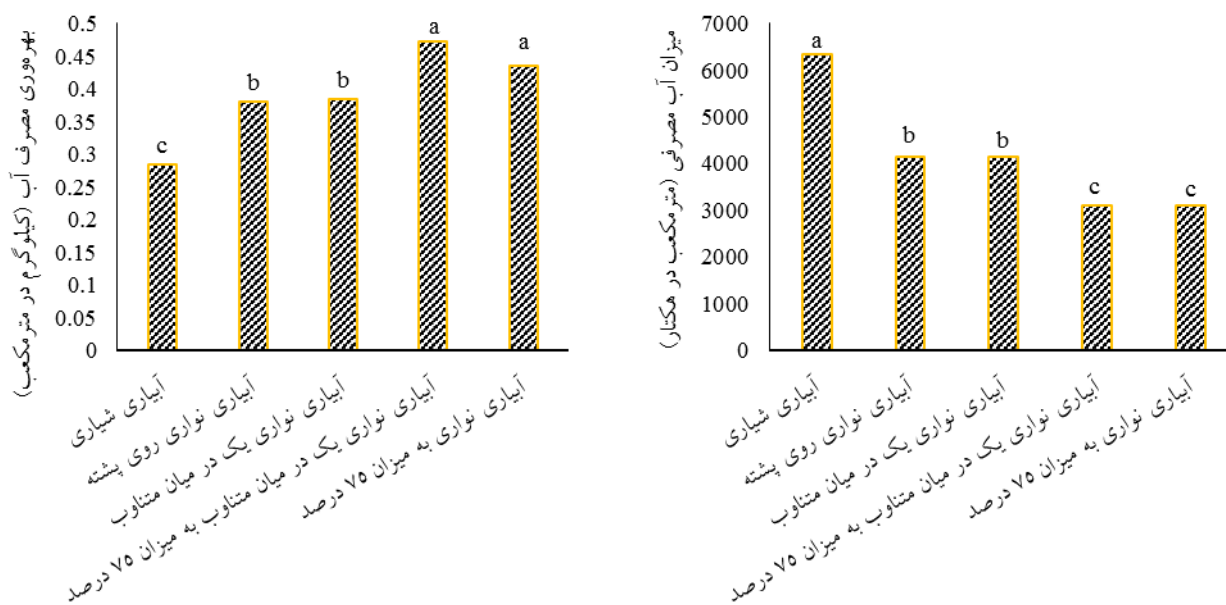 بهره‌وری مصرف آب (کیلوگرم در مترمکعب)
0.5
0.45
0.4
0.35
0.3
0.25
0.2
0.15
0.1
0.05
0
c
b
b
a
a
آبیاری شیاری
آبیاری نواری روی پشته
آبیاری نواری یک در میان متناوب
آبیاری نواری یک در میان متناوب به میزان ۷۵ درصد
آبیاری نواری به میزان ۷۵ درصد
میزان آب مصرفی (مترمکعب در هکتار)
7000
6000
5000
4000
3000
2000
1000
0
a
b
b
c
c
آبیاری شیاری
آبیاری نواری روی پشته
آبیاری نواری یک در میان متناوب
آبیاری نواری یک در میان متناوب به میزان ۷۵ درصد
آبیاری نواری به میزان ۷۵ درصد